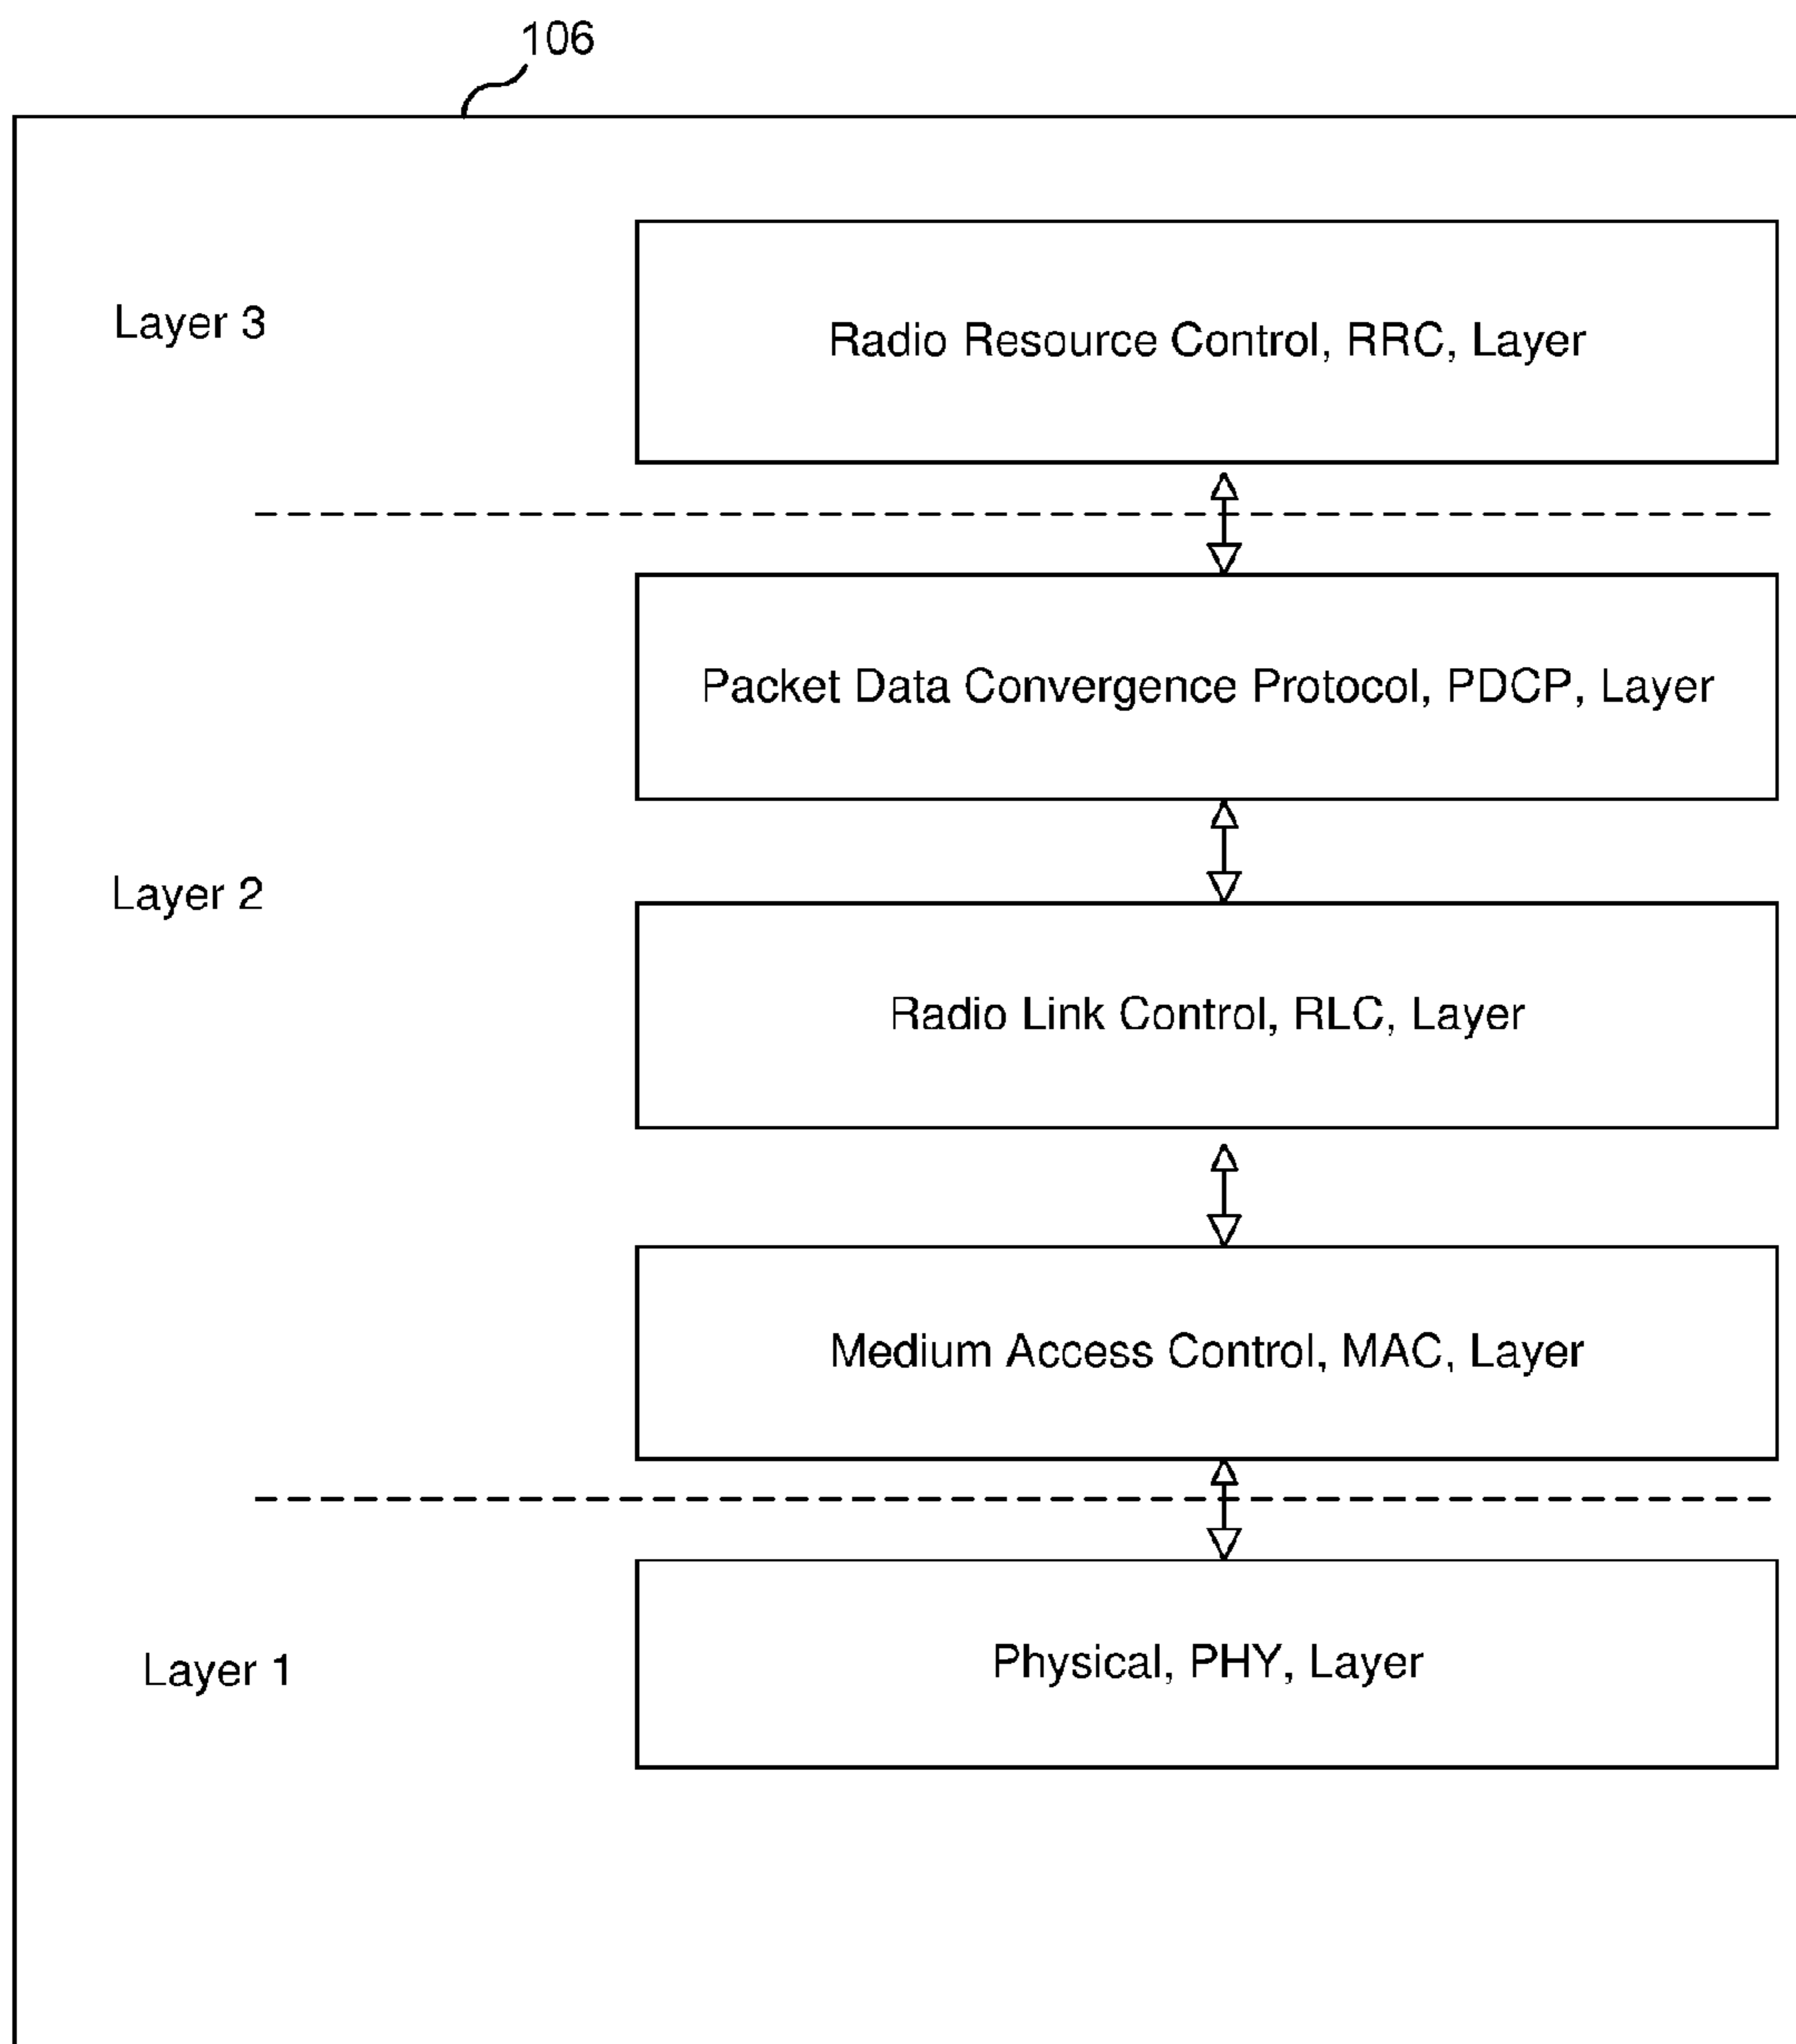 106
Layer 3
Radio Resource Control, RRC, Layer
Packet Data Convergence Protocol, PDCP, Layer
Layer 2
Radio Link Control, RLC, Layer
Medium Access Control, MAC, Layer
Layer 1
Physical, PHY, Layer